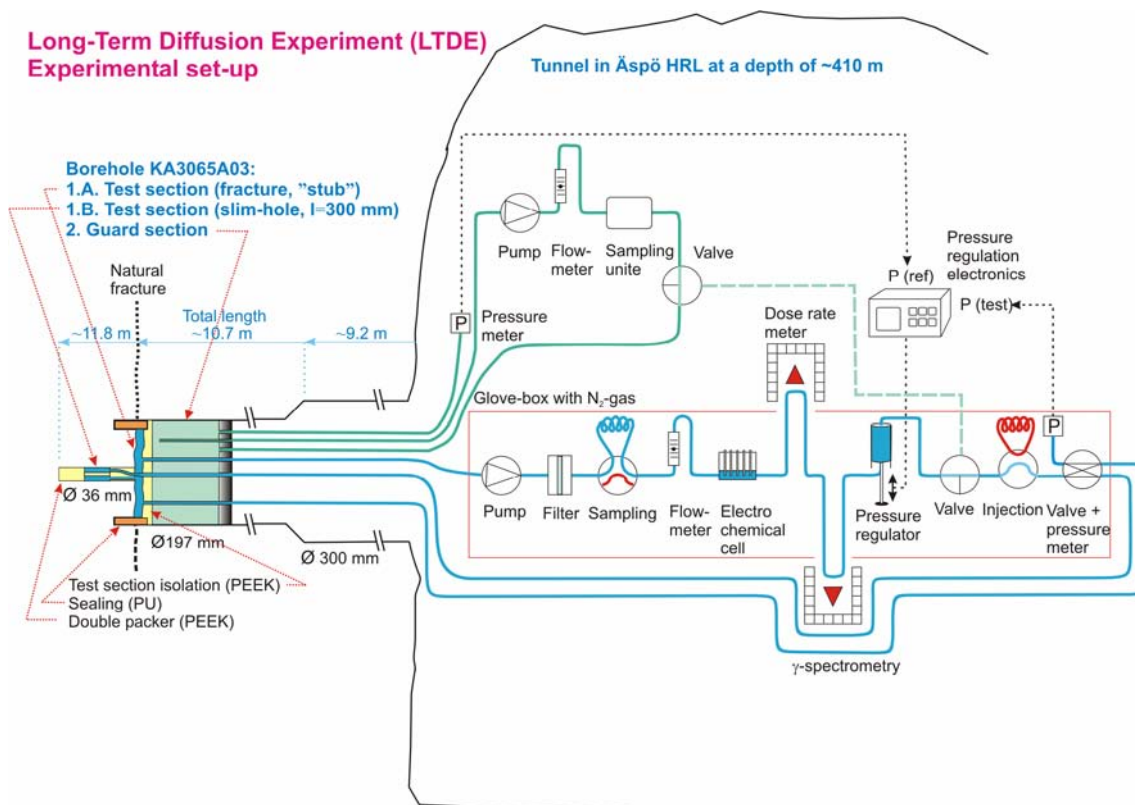 Long-Term Diffusion Experiment (LTDE)
Experimental set-up
Tunnel in Äspö HRL at a depth of ~410 m
Borehole KA3065A03:
1.A. Test section (fracture, "stub")
1.B. Test section (slim-hole, l=300 mm)
2. Guard section
Natural
fracture
Total length
~11.8 m
~10.7 m
~9.2 m
Pump
Flow-
meter
Sampling
unite
Valve
Pressure
regulation
electronics
P (ref)
P (test)
P
Pressure
meter
Dose rate
meter
Glove-box with N2-gas
P
Pump
Filter
Sampling
Flow-
meter
Electro
chemical
cell
Pressure
regulator
Valve
Injection
Valve +
pressure
meter
Ø 36 mm
Ø197 mm
Ø 300 mm
Test section isolation (PEEK)
Sealing (PU)
Double packer (PEEK)
γ-spectrometry